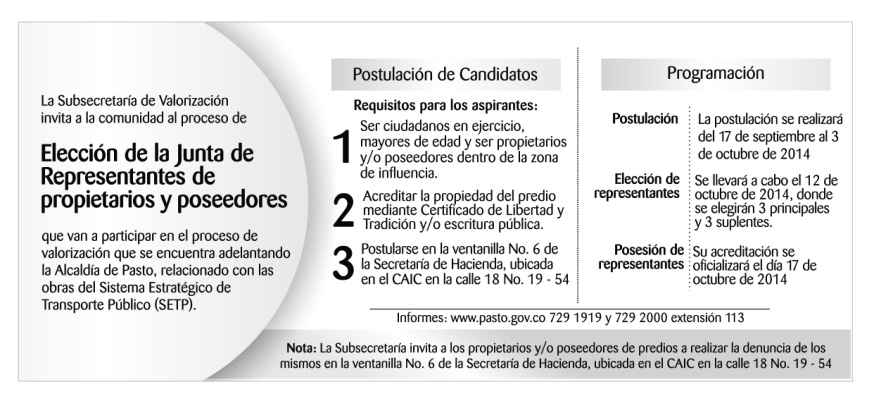 La Subsecretaría de Valorización
invita a la comunidad al proceso de
Elección de la Junta de
Representantes de
propietarios y poseedores
que van a participar en el proceso de
valorización que se encuentra adelantando
la Alcaldía de Pasto, relacionado con las
obras del Sistema Estratégico de
Transporte Público (SETP).
Postulación de Candidatos
Requisitos para los aspirantes:
1
Ser ciudadanos en ejercicio,
mayores de edad y ser propietarios
y/o poseedores dentro de la zona
de influencia.
2
Acreditar la propiedad del predio
mediante Certificado de Libertad y
Tradición y/o escritura pública.
3
Postularse en la ventanilla No. 6 de
la Secretaría de Hacienda, ubicada
en el CAIC en la calle 18 No. 19 - 54
Programación
Postulación
La postulación se realizará
del 17 de septiembre al 3
de octubre de 2014
Elección de
representantes
Se llevará a cabo el 12 de
octubre de 2014, donde
se elegirán 3 principales
y 3 suplentes.
Posesión de
representantes
Su acreditación se
oficializará el día 17 de
octubre de 2014
Informes: www.pasto.gov.co 729 1919 y 729 2000 extensión 113
Nota: La Subsecretaría invita a los propietarios y/o poseedores de predios a realizar la denuncia de los
mismos en la ventanilla No. 6 de la Secretaría de Hacienda, ubicada en el CAIC en la calle 18 No. 19 - 54